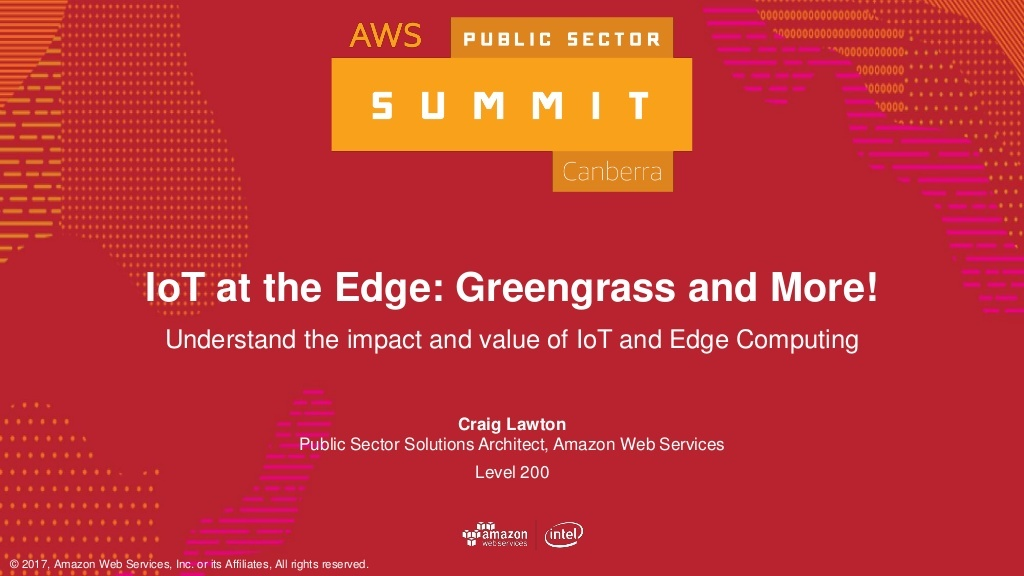 AWS PUBLIC SECTOR
SUMMIT
Canberra
IoT at the Edge: Greengrass and More!
Understand the impact and value of IoT and Edge Computing
Craig Lawton
Public Sector Solutions Architect, Amazon Web Services
Level 200
amazon
web services
intel
© 2017, Amazon Web Services, Inc. or its Affiliates, All rights reserved.